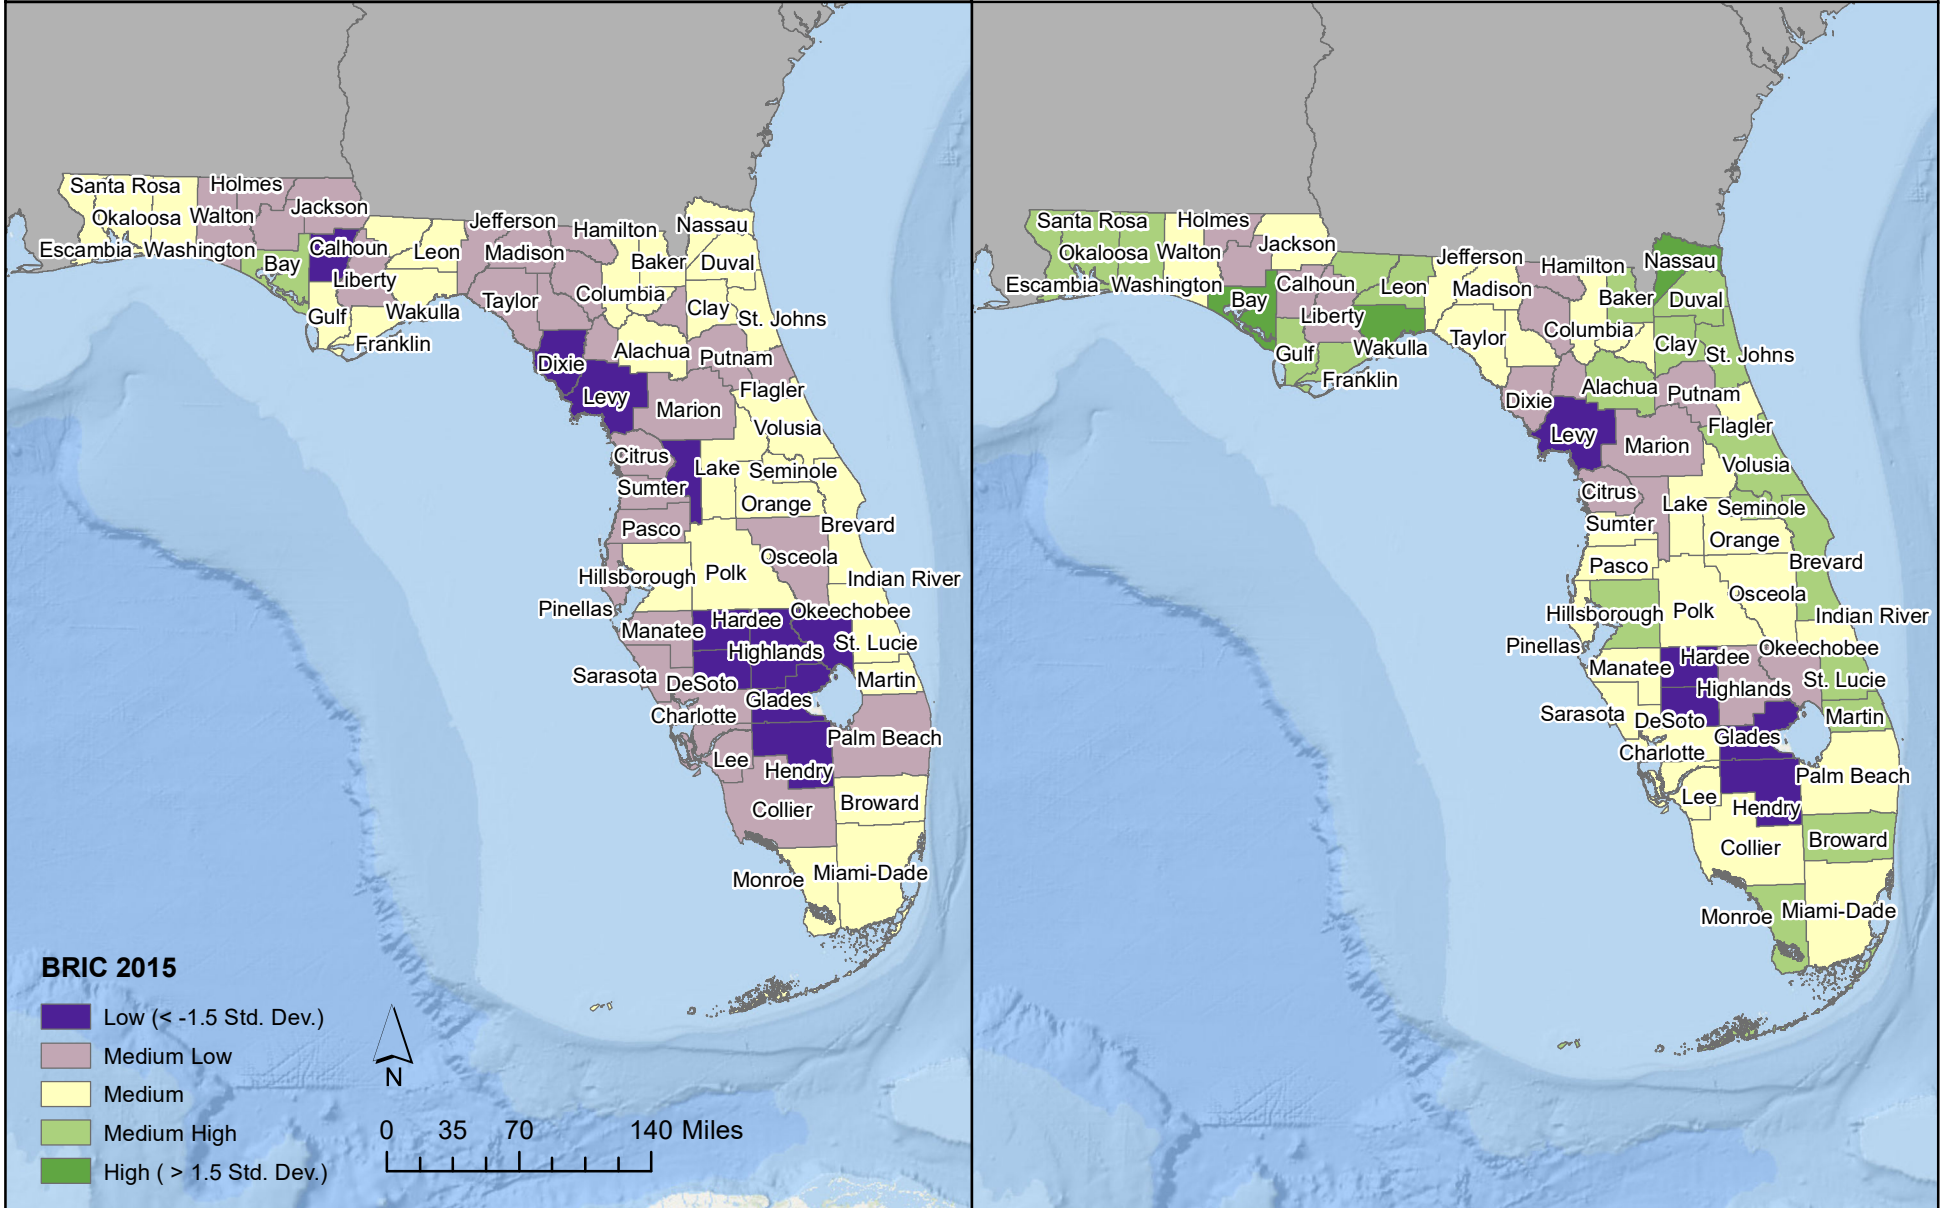 Santa Rosa
Holmes
Okaloosa
Walton
Jackson
Escambia
Washington
Calhoun
Bay
Liberty
Gulf
Franklin
Wakulla
Leon
Jefferson
Madison
Hamilton
Taylor
Columbia
Baker
Nassau
Duval
Clay
St. Johns
Alachua
Putnam
Dixie
Levy
Marion
Flagler
Volusia
Citrus
Lake
Seminole
Sumter
Orange
Pasco
Brevard
Osceola
Hillsborough
Polk
Indian River
Pinellas
Okeechobee
Hardee
Manatee
St. Lucie
Highlands
Sarasota
DeSoto
Martin
Glades
Charlotte
Palm Beach
Lee
Hendry
Collier
Broward
Monroe
Miami-Dade
BRIC 2015
Low (< -1.5 Std. Dev.)
Medium Low
Medium
Medium High
High ( > 1.5 Std. Dev.)
N
0 35 70 140 Miles
Santa Rosa
Holmes
Okaloosa
Walton
Jackson
Escambia
Washington
Calhoun
Bay
Liberty
Gulf
Franklin
Wakulla
Leon
Jefferson
Madison
Hamilton
Taylor
Columbia
Baker
Nassau
Duval
Clay
St. Johns
Alachua
Putnam
Dixie
Levy
Marion
Flagler
Volusia
Citrus
Lake
Seminole
Sumter
Orange
Pasco
Brevard
Osceola
Hillsborough
Polk
Indian River
Pinellas
Okeechobee
Hardee
Manatee
St. Lucie
Highlands
Sarasota
DeSoto
Martin
Glades
Charlotte
Palm Beach
Lee
Hendry
Collier
Broward
Monroe
Miami-Dade